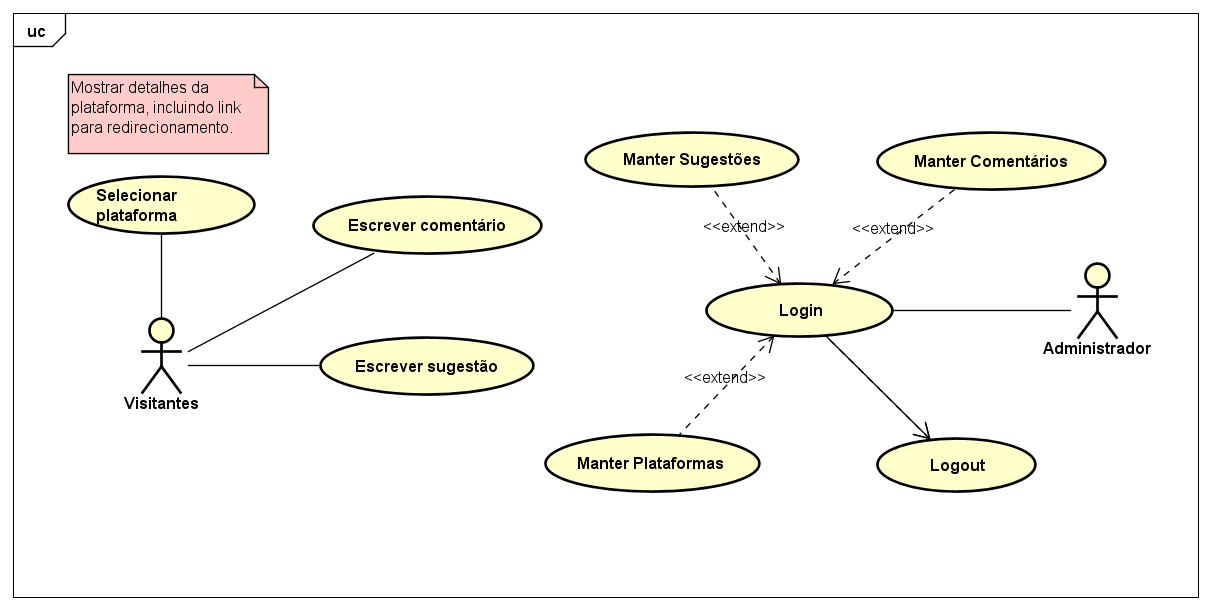 uc
Mostrar detalhes da
plataforma, incluindo link
para redirecionamento.
Selecionar
plataforma
Escrever comentário
Escrever sugestão
Visitantes
Manter Sugestões
Manter Comentários
<<extend>>
<<extend>>
Login
Administrador
<<extend>>
Manter Plataformas
Logout